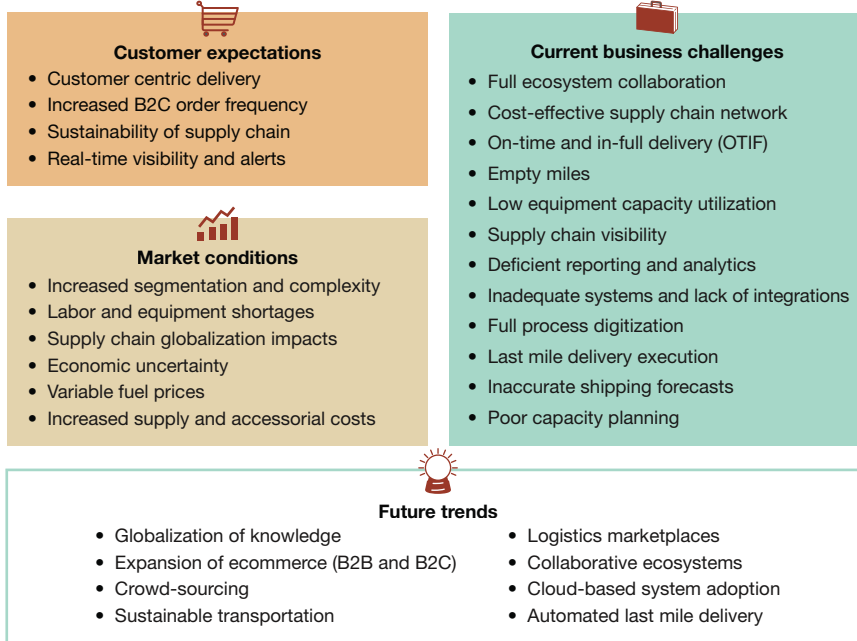 Customer expectations
• Customer centric delivery
• Increased B2C order frequency
• Sustainability of supply chain
• Real-time visibility and alerts
Market conditions
• Increased segmentation and complexity
• Labor and equipment shortages
• Supply chain globalization impacts
• Economic uncertainty
• Variable fuel prices
• Increased supply and accessorial costs
Current business challenges
• Full ecosystem collaboration
• Cost-effective supply chain network
• On-time and in-full delivery (OTIF)
• Empty miles
• Low equipment capacity utilization
• Supply chain visibility
• Deficient reporting and analytics
• Inadequate systems and lack of integrations
• Full process digitization
• Last mile delivery execution
• Inaccurate shipping forecasts
• Poor capacity planning
Future trends
• Globalization of knowledge
• Expansion of ecommerce (B2B and B2C)
• Crowd-sourcing
• Sustainable transportation
• Logistics marketplaces
• Collaborative ecosystems
• Cloud-based system adoption
• Automated last mile delivery